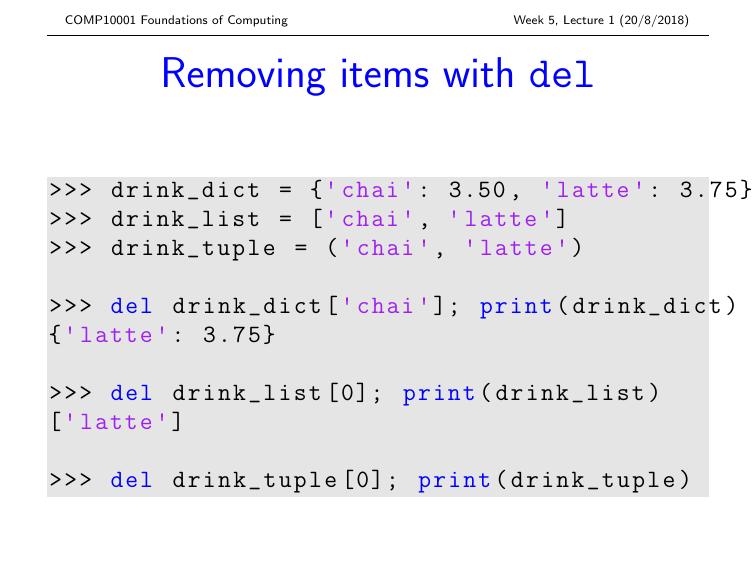 COMP10001 Foundations of Computing Week 5, Lecture 1 (20/8/2018)
Removing items with del
>>> drink_dict = {'chai': 3.50, 'latte': 3.75}
>>> drink_list = ['chai', 'latte']
>>> drink_tuple = ('chai', 'latte')
>>> del drink_dict['chai']; print(drink_dict)
{'latte': 3.75}
>>> del drink_list[0]; print(drink_list)
['latte']
>>> del drink_tuple[0]; print(drink_tuple)